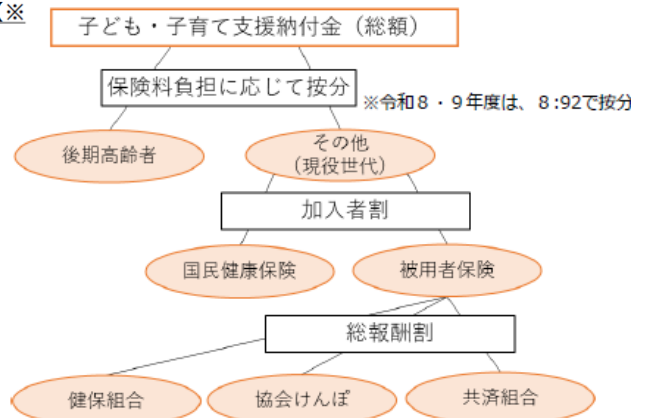 (※
子ども・子育て支援納付金（総額）
保険料負担に応じて按分
※令和８・９年度は、８:92で按分
後期高齢者
その他
（現役世代）
加入者割
国民健康保険
被用者保険
総報酬割
健保組合
協会けんぽ
共済組合